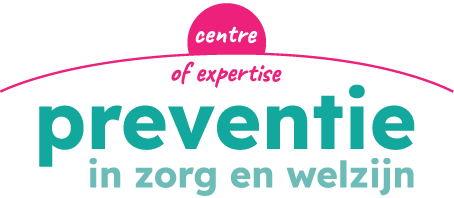 centre
of expertise
preventie
in zorg en welzijn